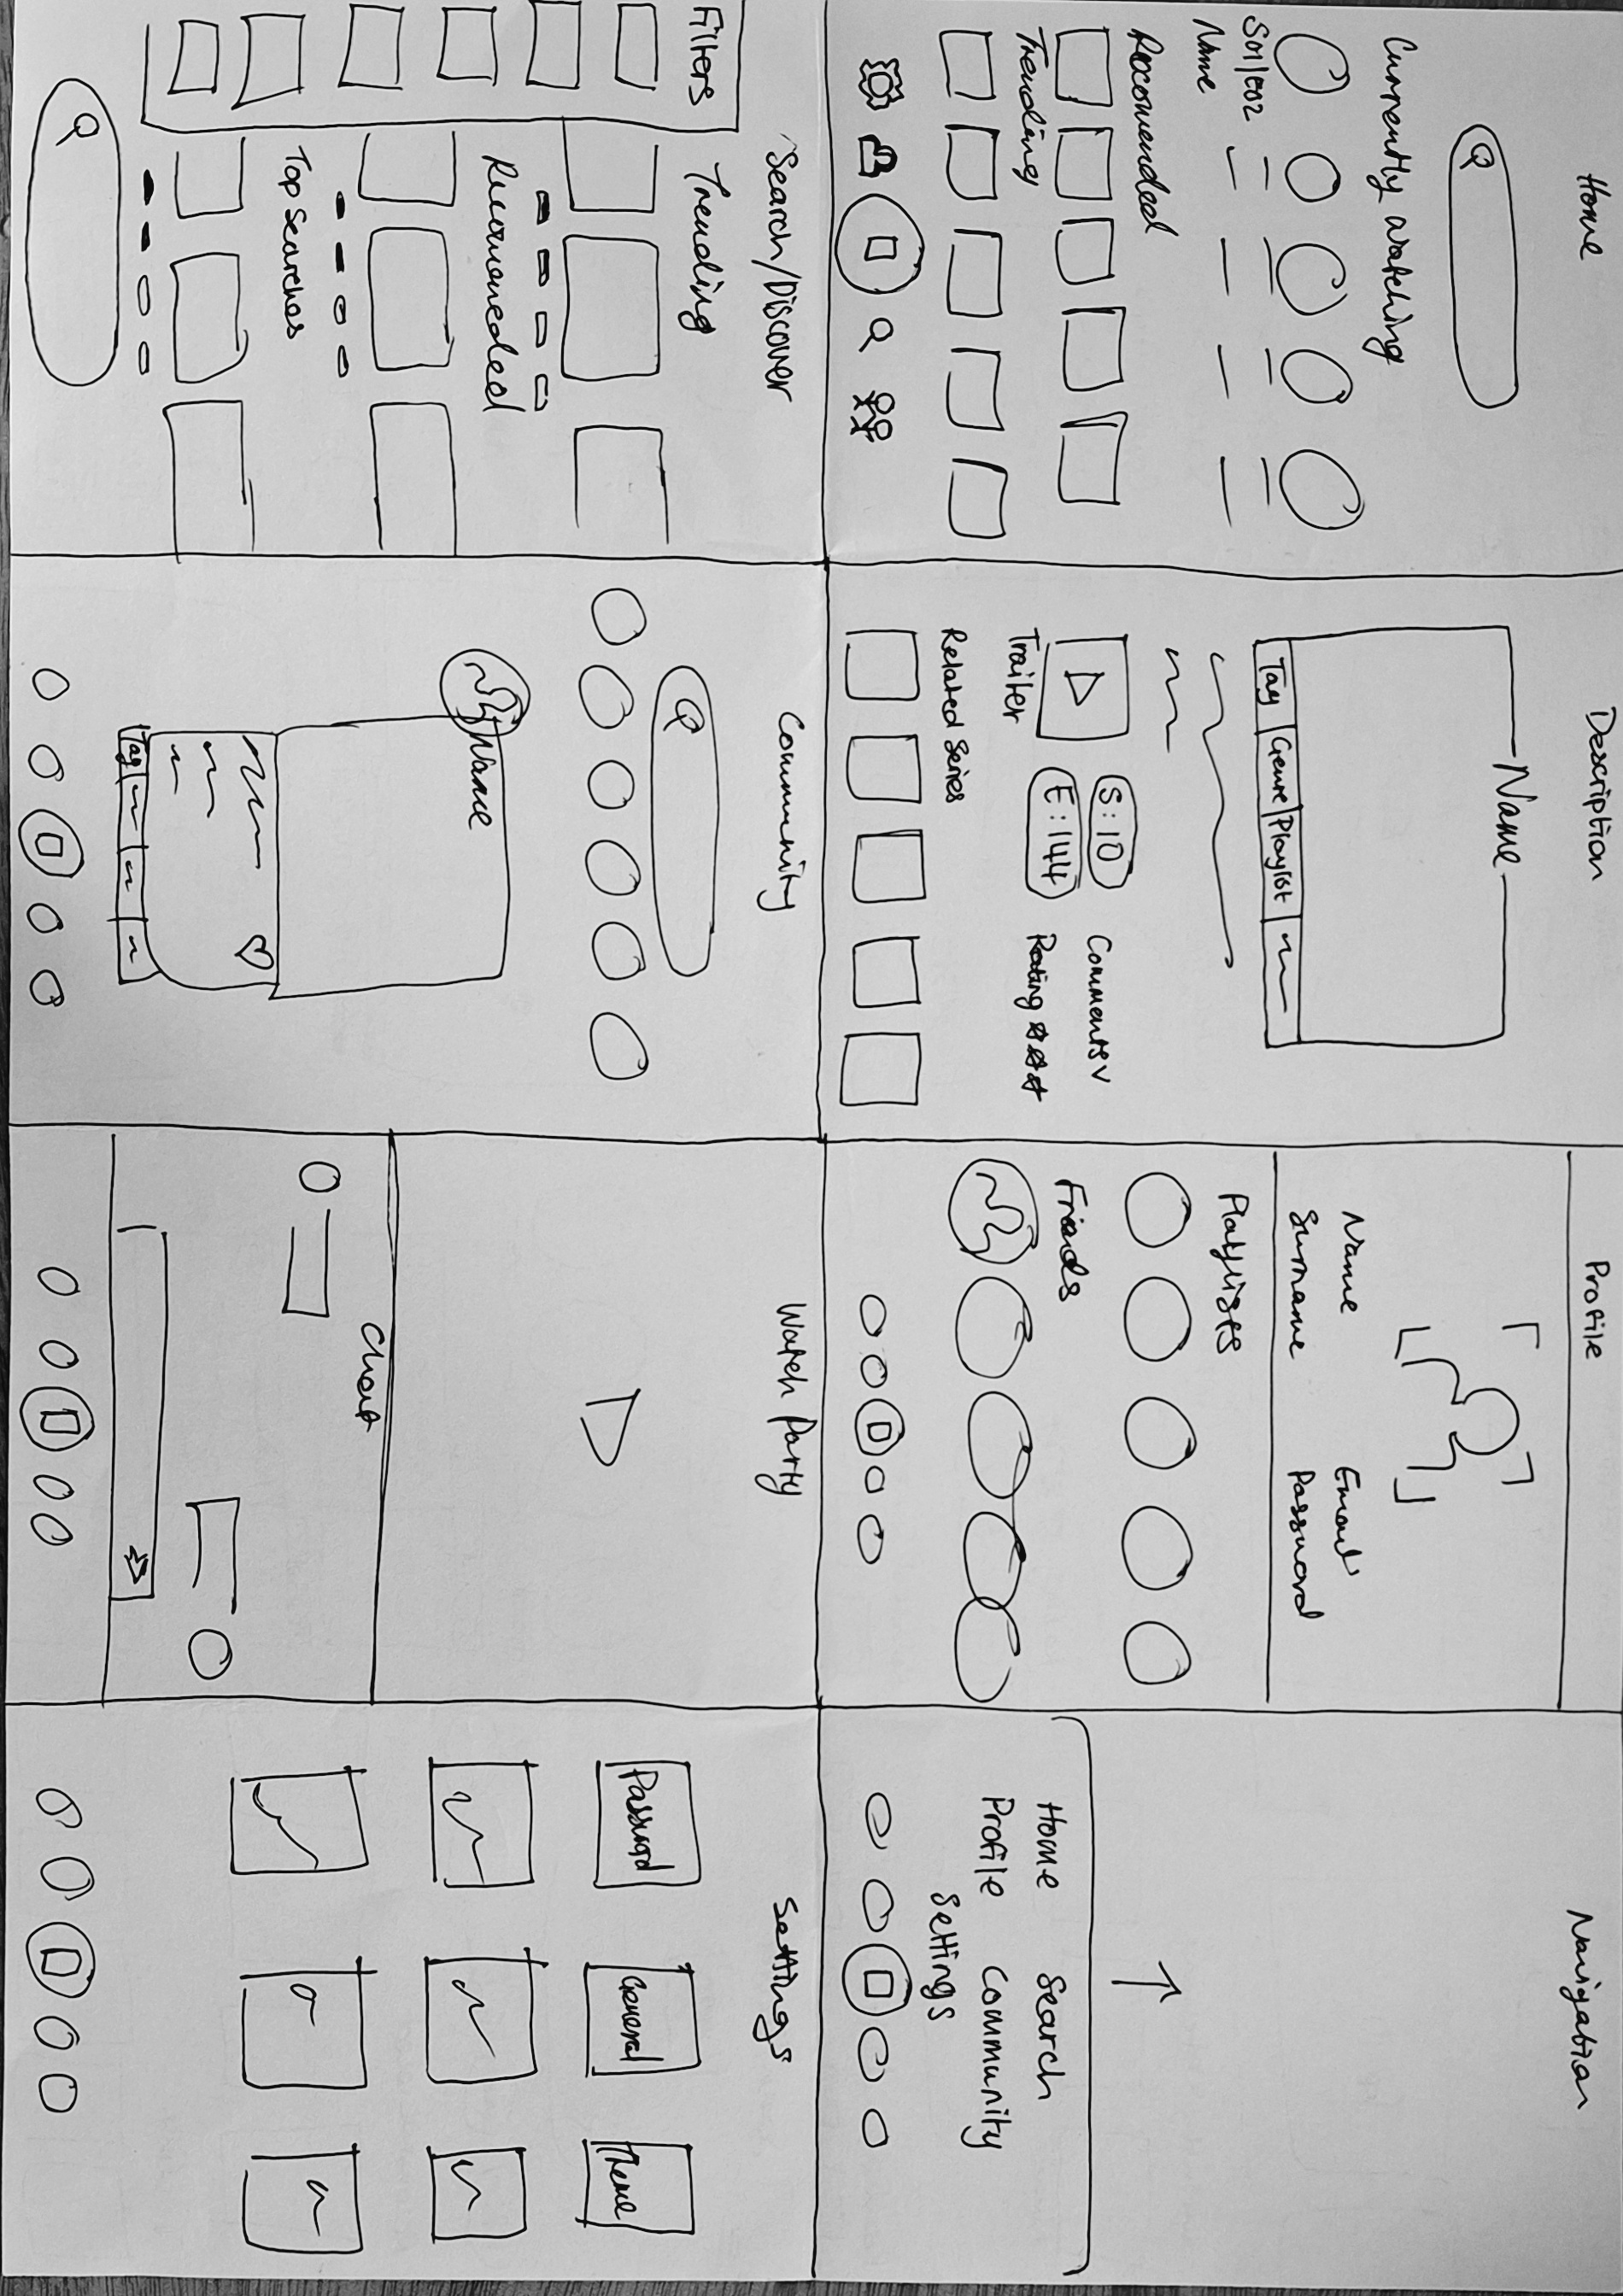 Home
Currently watching
S01/E02
Name
Recomended
Trending
Description
Name
Tag Genre Playlist
Trailer
S:10
E:144
Comments v
Rating
Related Series
Profile
Name
Surname
Email
Password
Playlists
Friends
Navigation
Home Search
Profile Community
Settings
Search/Discover
Filters
Trending
Recomended
Top Searches
Community
Name
Tag
Watch Party
Chat
Settings
Password
General
Theme